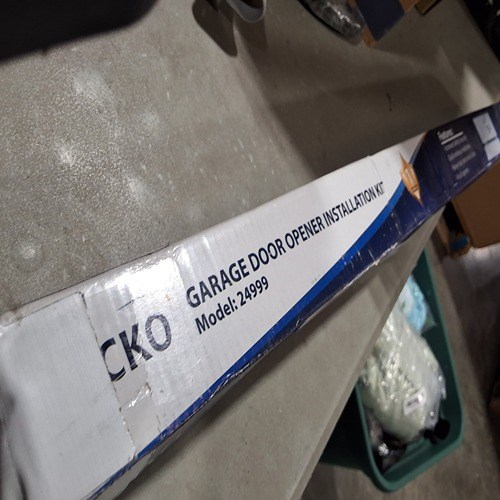 CKO
GARAGE DOOR OPENER INSTALLATION KIT
Model: 24999